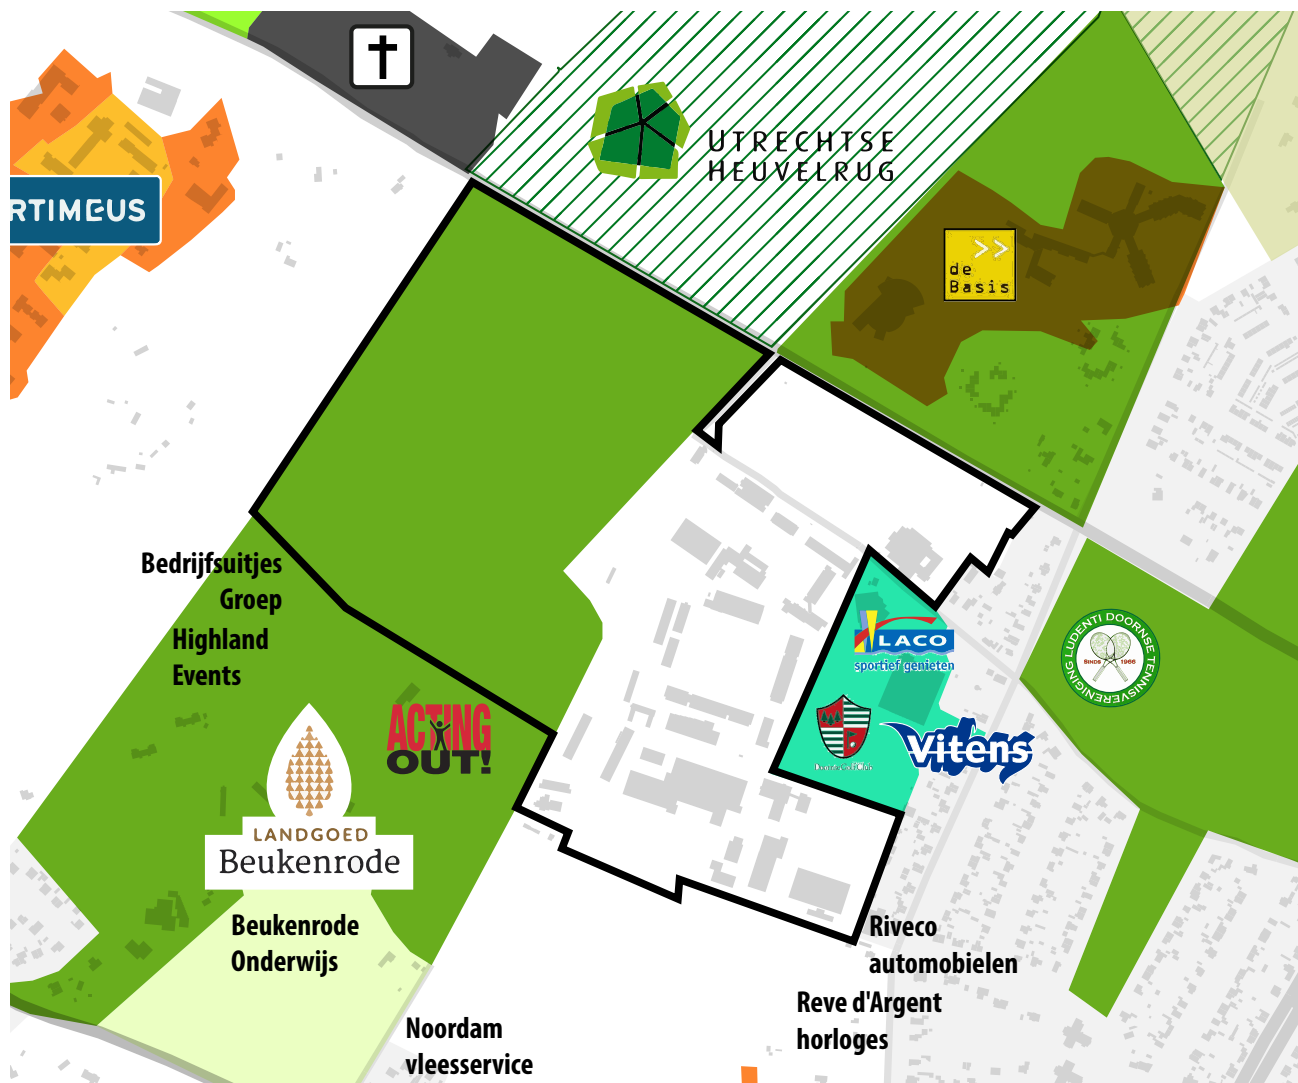 UTRECHTSE
HEUVELRUG
RTIMEUS
de
Basis
Bedrijfsuitjes
Groep
Highland
Events
LACO
sportief genieten
VERENIGING LUDENTI DOORNSE TENNISVERENIGING
SINDS 1966
ACTING
OUT!
Vitens
LANDGOED
Beukenrode
Beukenrode
Onderwijs
Riveco
automobielen
Reve d'Argent
horloges
Noordam
vleesservice